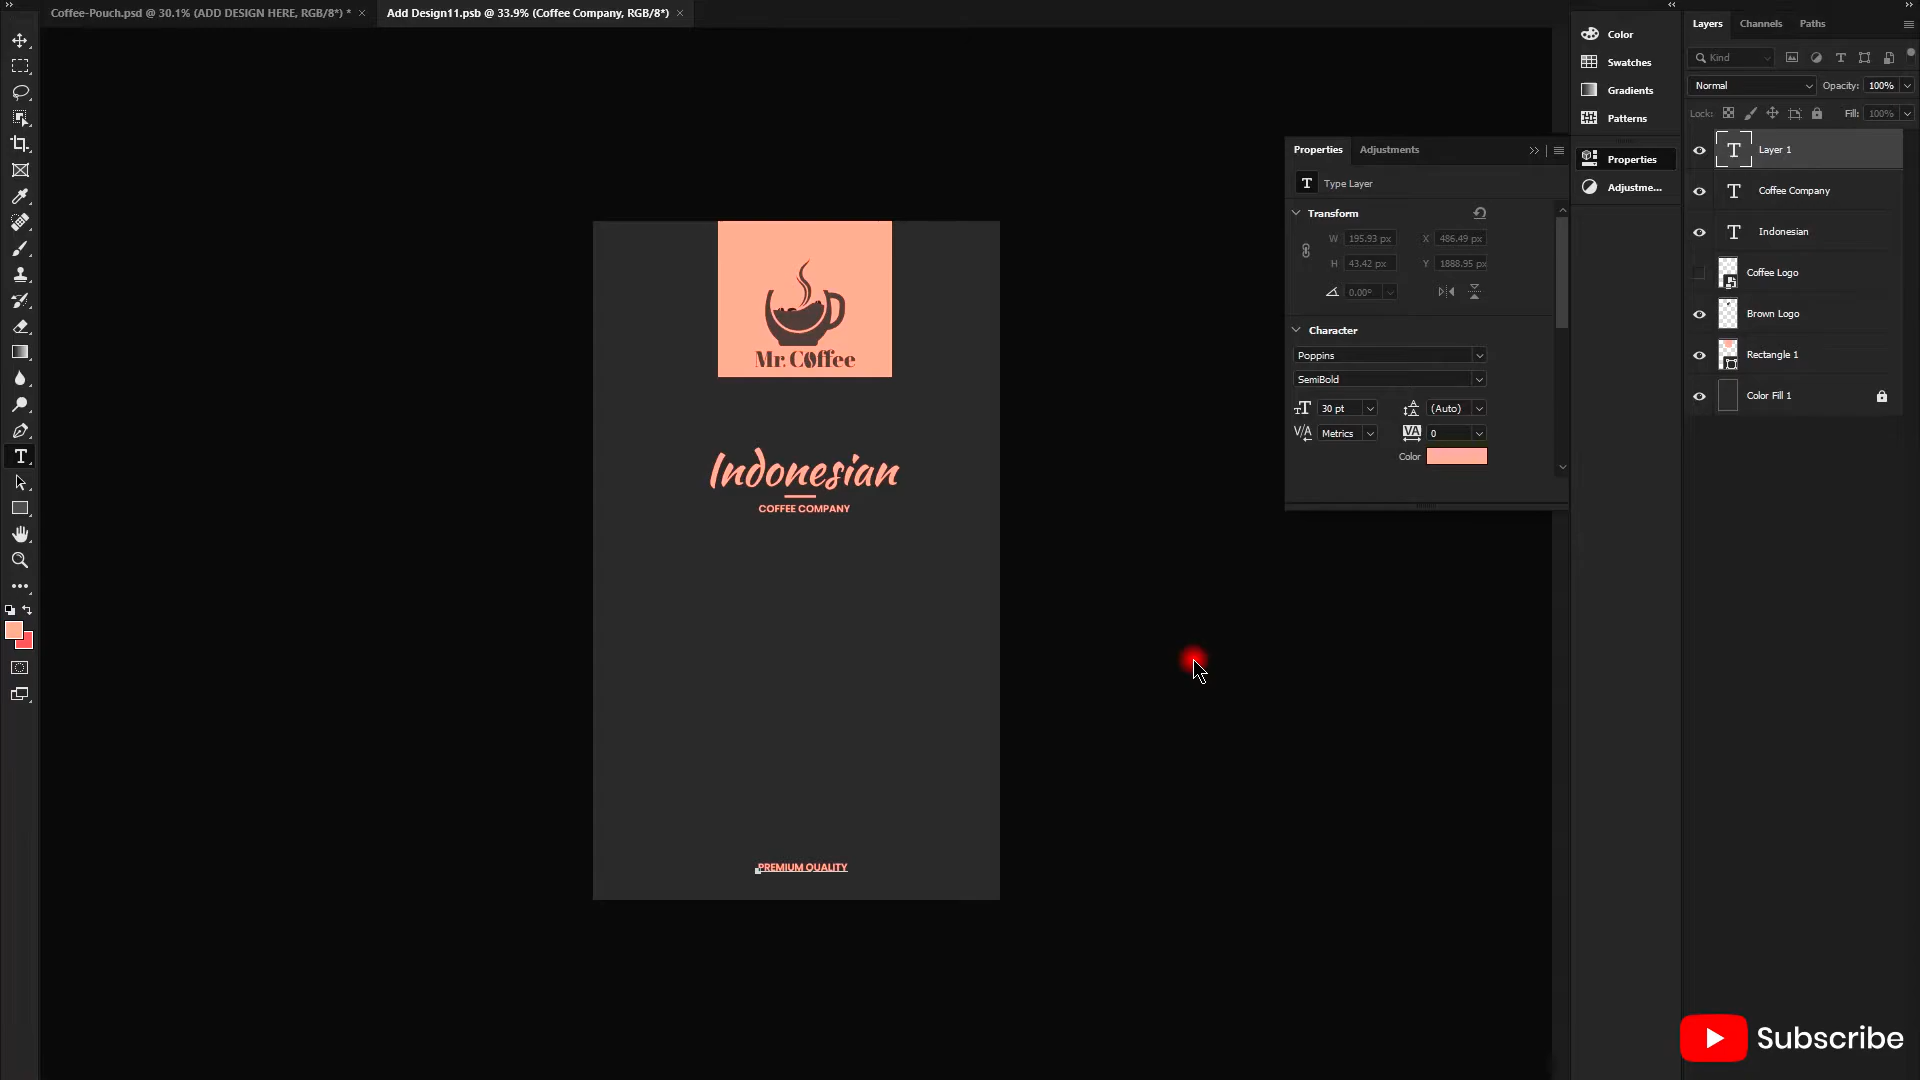 Coffee-Pouch.psd @ 30.1% (ADD DESIGN HERE, RGB/8*) *
Add Design11.psb @ 33.9% (Coffee Company, RGB/8*)
Color
Swatches
Gradients
Patterns
Properties
Adjustme...
Layers Channels Paths
Kind
Normal Opacity: 100%
Lock: Fill: 100%
Layer 1
Coffee Company
Indonesian
Coffee Logo
Brown Logo
Rectangle 1
Color Fill 1
Properties Adjustments
Type Layer
Transform
W 195.93 px X 486.49 px
H 43.42 px Y 1888.95 px
0.00°
Character
Poppins
SemiBold
30 pt (Auto)
Metrics 0
Color
Mr. Coffee
Indonesian
COFFEE COMPANY
PREMIUM QUALITY
Subscribe